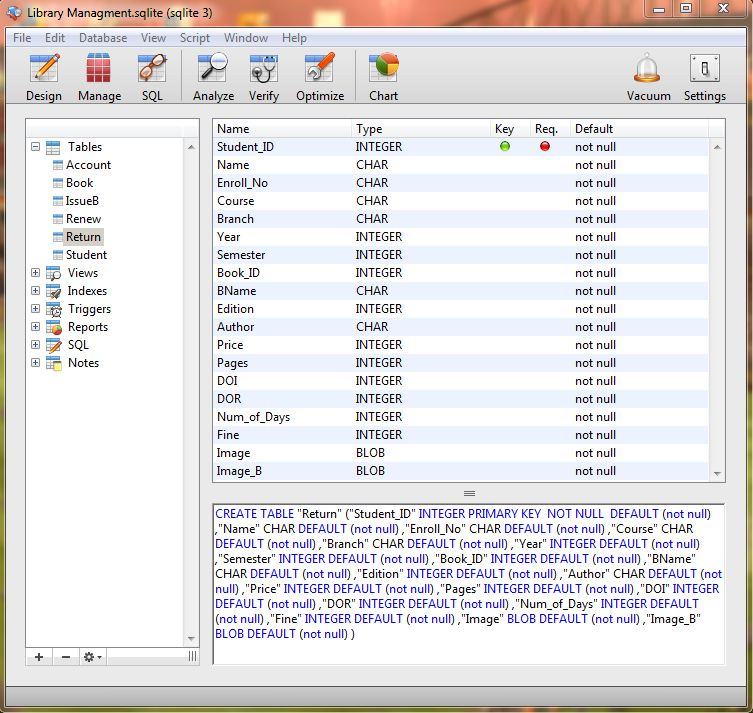 Library Managment.sqlite (sqlite 3)
File Edit Database View Script Window Help
Design Manage SQL Analyze Verify Optimize Chart Vacuum Settings
Tables
Account
Book
IssueB
Renew
Return
Student
Views
Indexes
Triggers
Reports
SQL
Notes
Name Type Key Req. Default
Student_ID INTEGER not null
Name CHAR not null
Enroll_No CHAR not null
Course CHAR not null
Branch CHAR not null
Year INTEGER not null
Semester INTEGER not null
Book_ID INTEGER not null
BName CHAR not null
Edition INTEGER not null
Author CHAR not null
Price INTEGER not null
Pages INTEGER not null
DOI INTEGER not null
DOR INTEGER not null
Num_of_Days INTEGER not null
Fine INTEGER not null
Image BLOB not null
Image_B BLOB not null
CREATE TABLE "Return" ("Student_ID" INTEGER PRIMARY KEY  NOT NULL  DEFAULT (not null)
,"Name" CHAR DEFAULT (not null) ,"Enroll_No" CHAR DEFAULT (not null) ,"Course" CHAR
DEFAULT (not null) ,"Branch" CHAR DEFAULT (not null) ,"Year" INTEGER DEFAULT (not null)
,"Semester" INTEGER DEFAULT (not null) ,"Book_ID" INTEGER DEFAULT (not null) ,"BName"
CHAR DEFAULT (not null) ,"Edition" INTEGER DEFAULT (not null) ,"Author" CHAR DEFAULT (not
null) ,"Price" INTEGER DEFAULT (not null) ,"Pages" INTEGER DEFAULT (not null) ,"DOI" INTEGER
DEFAULT (not null) ,"DOR" INTEGER DEFAULT (not null) ,"Num_of_Days" INTEGER DEFAULT
(not null) ,"Fine" INTEGER DEFAULT (not null) ,"Image" BLOB DEFAULT (not null) ,"Image_B"
BLOB DEFAULT (not null) )